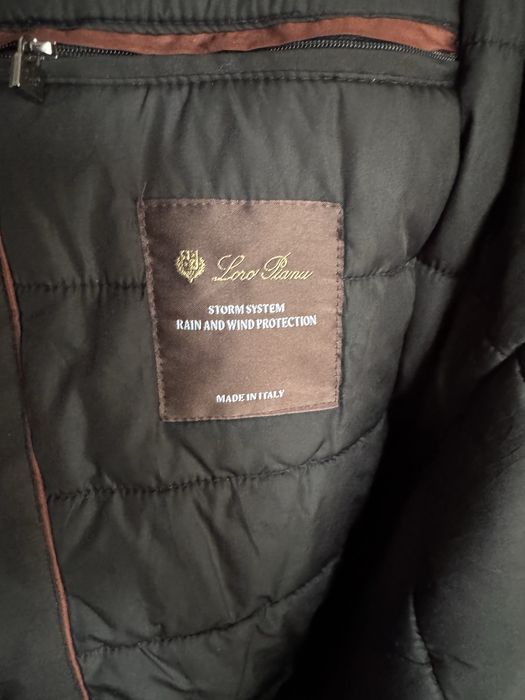 Loro Piana
STORM SYSTEM
RAIN AND WIND PROTECTION
MADE IN ITALY